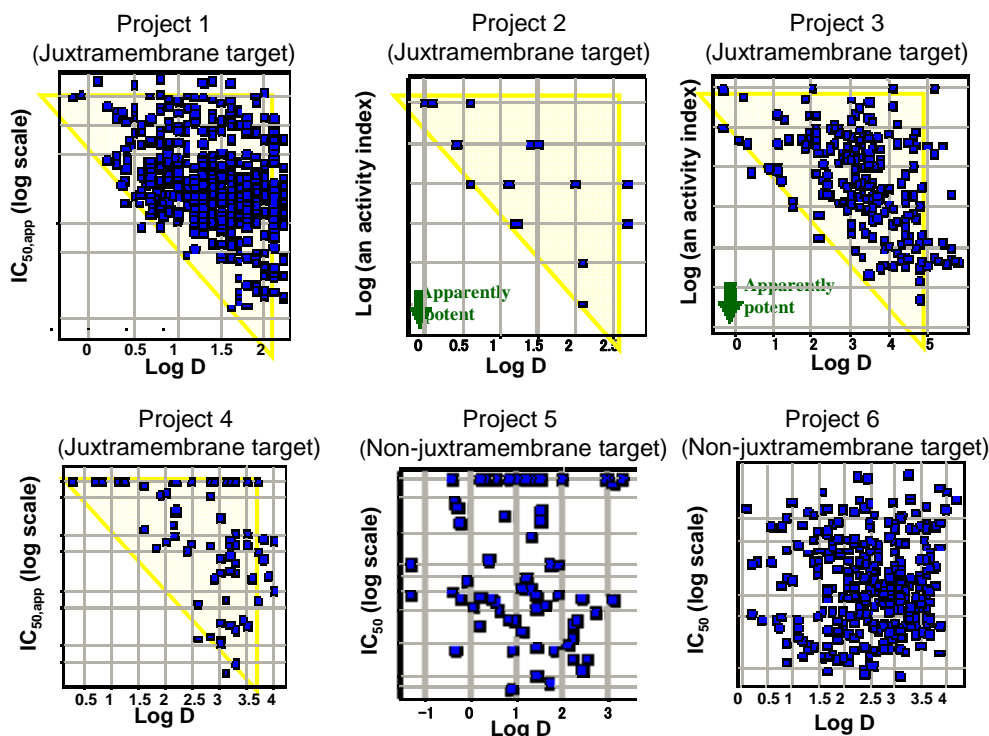 Project 1
(Juxtramembrane target)
IC50,app (log scale)
0 0.5 1 1.5 2
Log D
Project 2
(Juxtramembrane target)
Log (an activity index)
Apparently
potent
0 0.5 1 1.5 2 2.5
Log D
Project 3
(Juxtramembrane target)
Log (an activity index)
Apparently
potent
0 1 2 3 4 5
Log D
Project 4
(Juxtramembrane target)
IC50,app (log scale)
0.5 1 1.5 2 2.5 3 3.5 4
Log D
Project 5
(Non-juxtramembrane target)
IC50 (log scale)
−1 0 1 2 3
Log D
Project 6
(Non-juxtramembrane target)
IC50 (log scale)
0 0.5 1 1.5 2 2.5 3 3.5 4
Log D